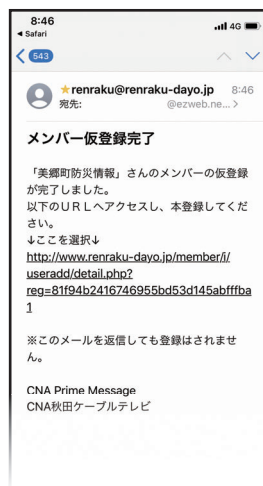 8:46
4G
◀ Safari
543
★renraku@renraku-dayo.jp 8:46
宛先: @ezweb.ne... >
メンバー仮登録完了
「美郷町防災情報」さんのメンバーの仮登録
が完了しました。
以下のURLへアクセスし、本登録してくだ
さい。
↓ここを選択↓
http://www.renraku-dayo.jp/member/i/
useradd/detail.php?
reg=81f94b2416746955bd53d145abfffba
1
※このメールを返信しても登録はされませ
ん。
CNA Prime Message
CNA秋田ケーブルテレビ